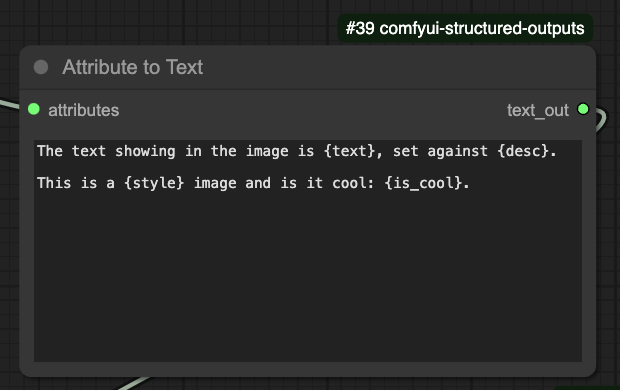 #39 comfyui-structured-outputs
Attribute to Text
attributes
text_out
The text showing in the image is {text}, set against {desc}.
This is a {style} image and is it cool: {is_cool}.